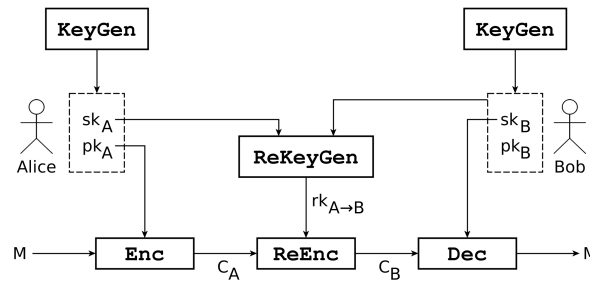 KeyGen
KeyGen
sk_A
pk_A
sk_B
pk_B
Alice
Bob
ReKeyGen
rk_A→B
M
Enc
C_A
ReEnc
C_B
Dec
M